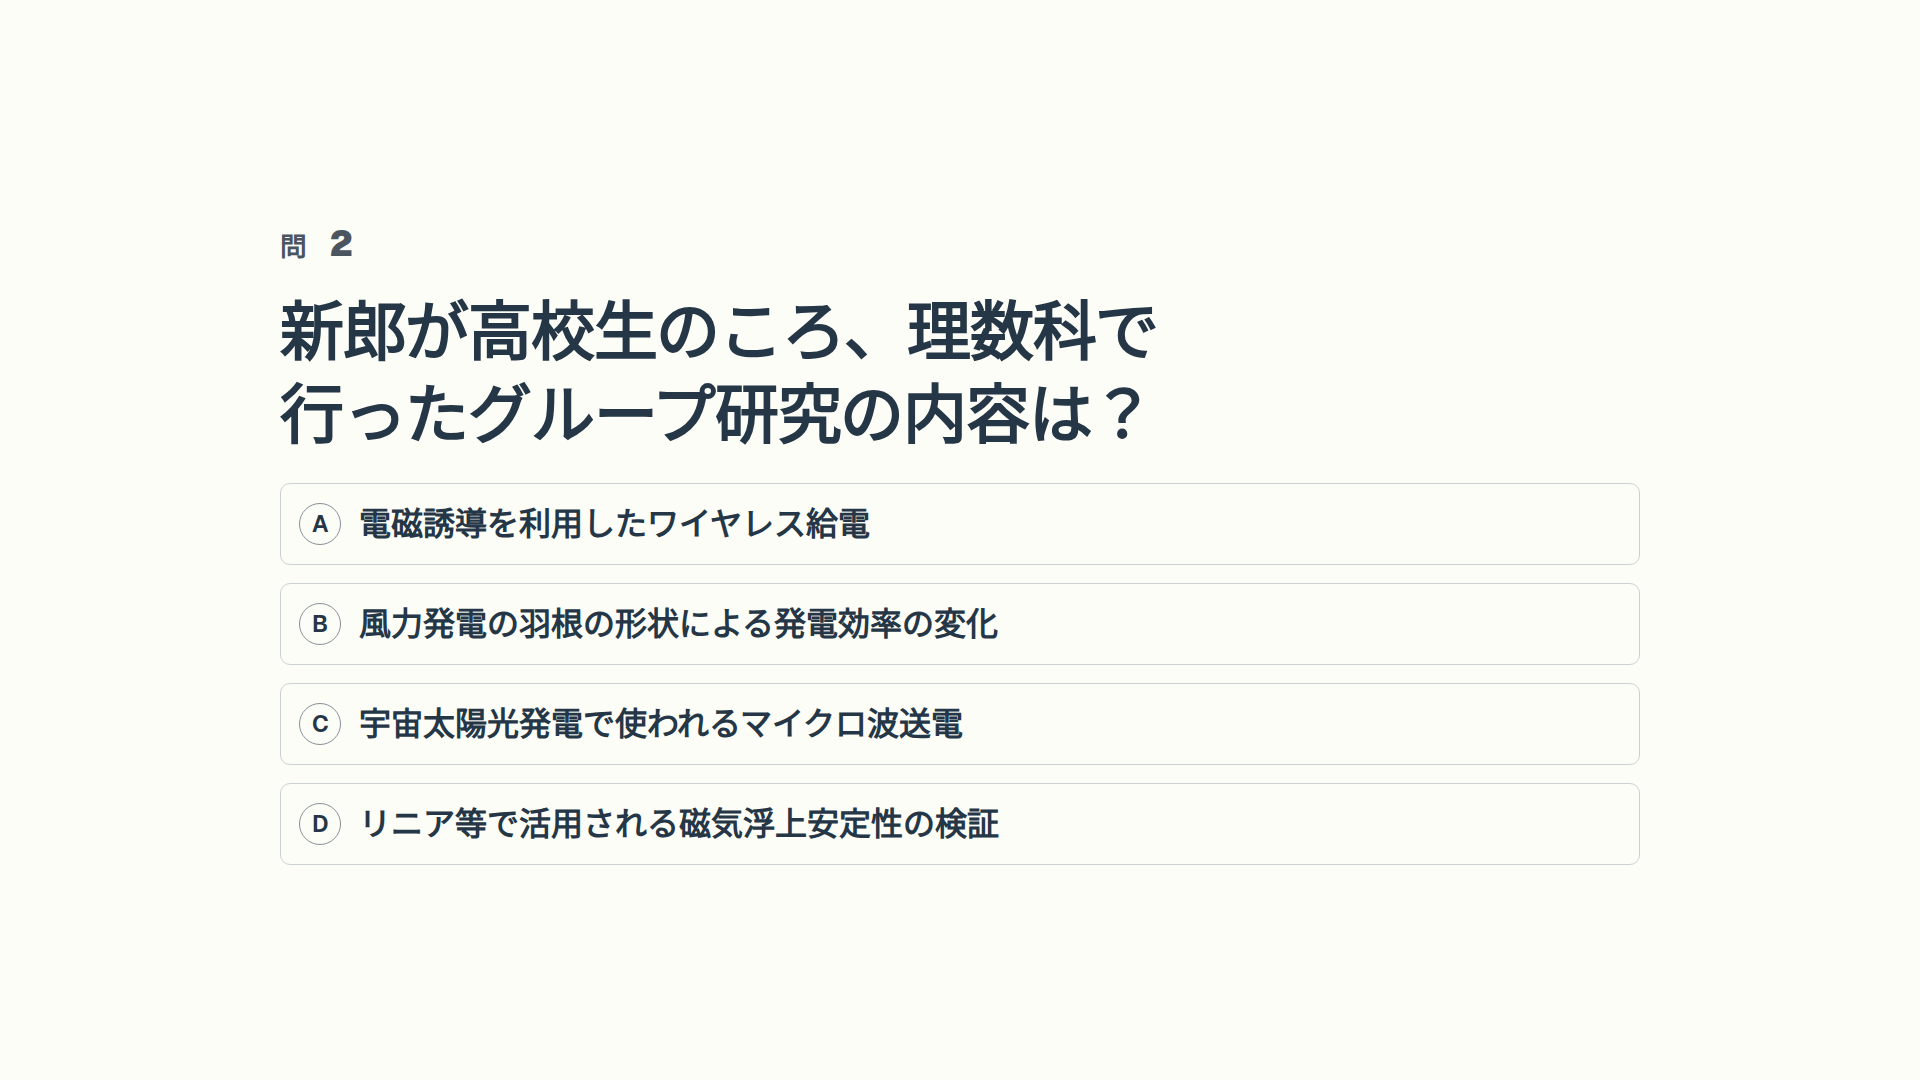 問 2
新郎が高校生のころ、理数科で
行ったグループ研究の内容は？
A 電磁誘導を利用したワイヤレス給電
B 風力発電の羽根の形状による発電効率の変化
C 宇宙太陽光発電で使われるマイクロ波送電
D リニア等で活用される磁気浮上安定性の検証